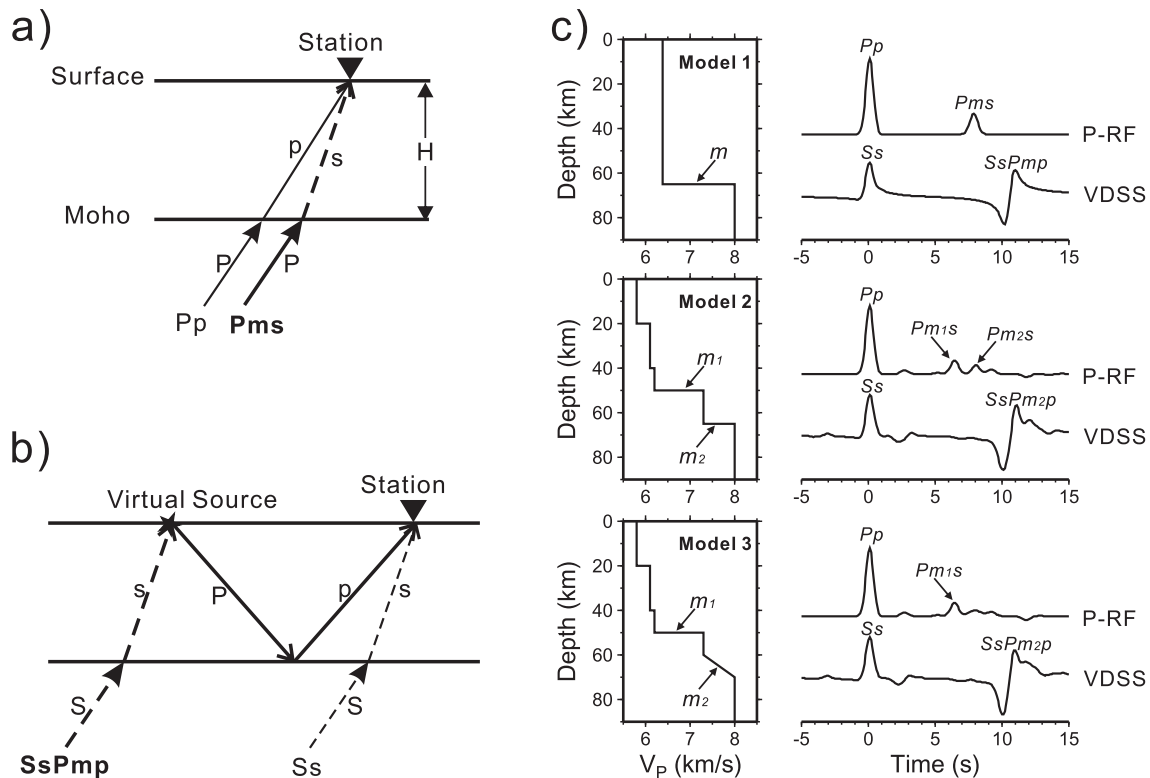 a)
Station
Surface
p
s
H
Moho
P
P
Pp
Pms
b)
Virtual Source
Station
s
P
p
s
S
S
SsPmp
Ss
c)
Depth (km)
0
20
40
60
80
Model 1
m
6
7
8
Pp
Pms
P-RF
Ss
SsPmp
VDSS
-5
0
5
10
15
Depth (km)
0
20
40
60
80
Model 2
m1
m2
6
7
8
Pp
Pm1s
Pm2s
P-RF
Ss
SsPm2p
VDSS
-5
0
5
10
15
Depth (km)
0
20
40
60
80
Model 3
m1
m2
6
7
8
VP (km/s)
Pp
Pm1s
P-RF
Ss
SsPm2p
VDSS
-5
0
5
10
15
Time (s)